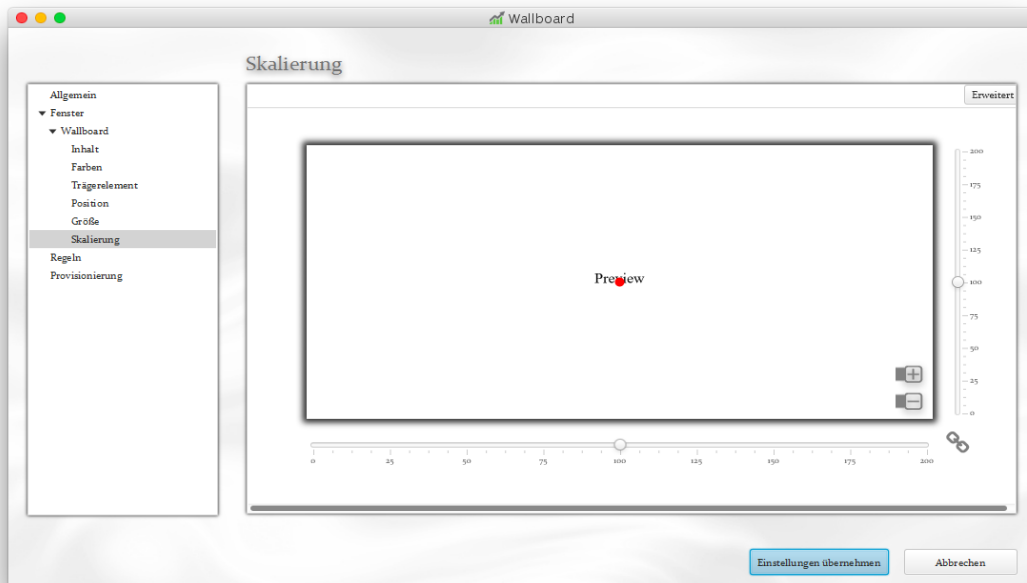 Wallboard
Skalierung
Allgemein
Fenster
Wallboard
Inhalt
Farben
Trägerelement
Position
Größe
Skalierung
Regeln
Provisionierung
Erweitert
Preview
200
175
150
125
100
75
50
25
0
0 25 50 75 100 125 150 175 200
Einstellungen übernehmen Abbrechen